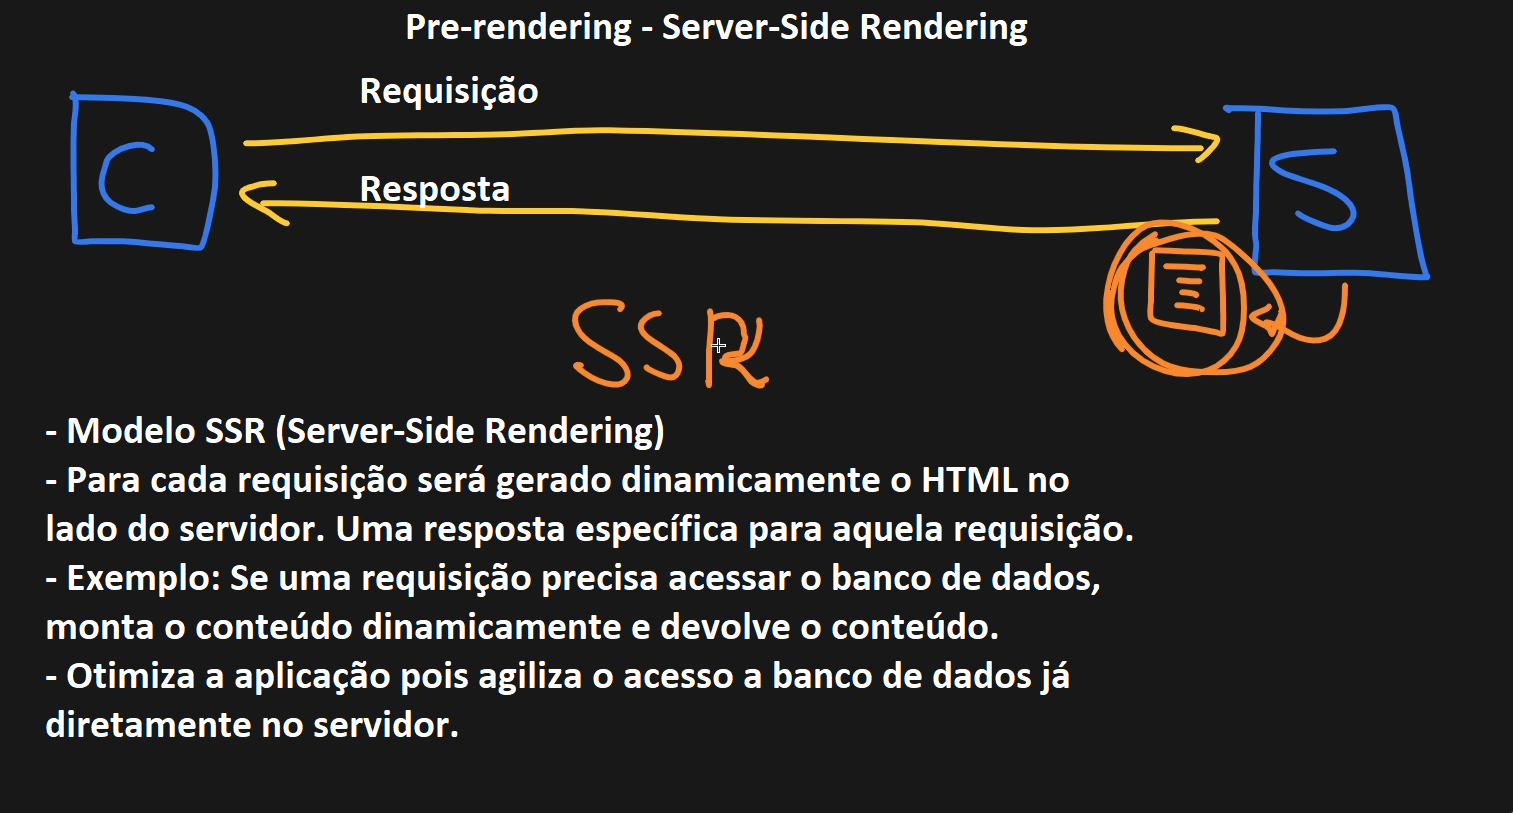 Pre-rendering - Server-Side Rendering
Requisição
C
S
Resposta
SSR
- Modelo SSR (Server-Side Rendering)
- Para cada requisição será gerado dinamicamente o HTML no
lado do servidor. Uma resposta específica para aquela requisição.
- Exemplo: Se uma requisição precisa acessar o banco de dados,
monta o conteúdo dinamicamente e devolve o conteúdo.
- Otimiza a aplicação pois agiliza o acesso a banco de dados já
diretamente no servidor.